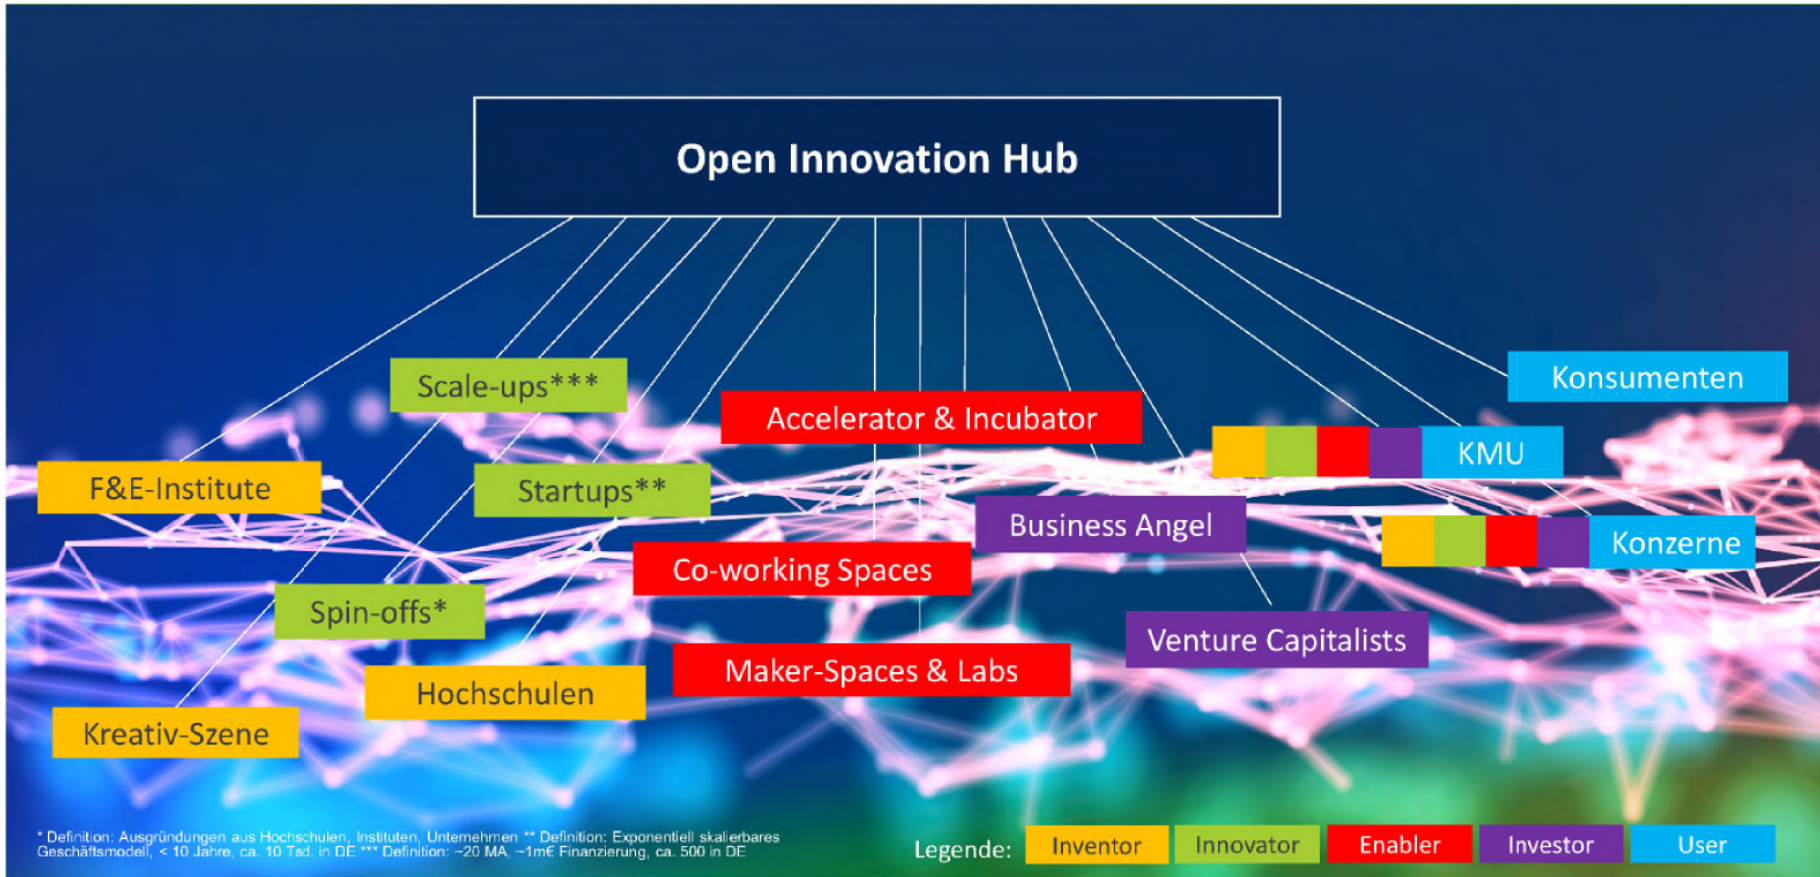 Open Innovation Hub
Scale-ups***
Konsumenten
Accelerator & Incubator
KMU
F&E-Institute
Startups**
Business Angel
Konzerne
Co-working Spaces
Spin-offs*
Venture Capitalists
Maker-Spaces & Labs
Hochschulen
Kreativ-Szene
* Definition: Ausgründungen aus Hochschulen, Instituten, Unternehmen ** Definition: Exponentiell skalierbares
Geschäftsmodell, < 10 Jahre, ca. 10 Tsd. in DE *** Definition: ~20 MA, ~1m€ Finanzierung, ca. 500 in DE
Legende: Inventor Innovator Enabler Investor User